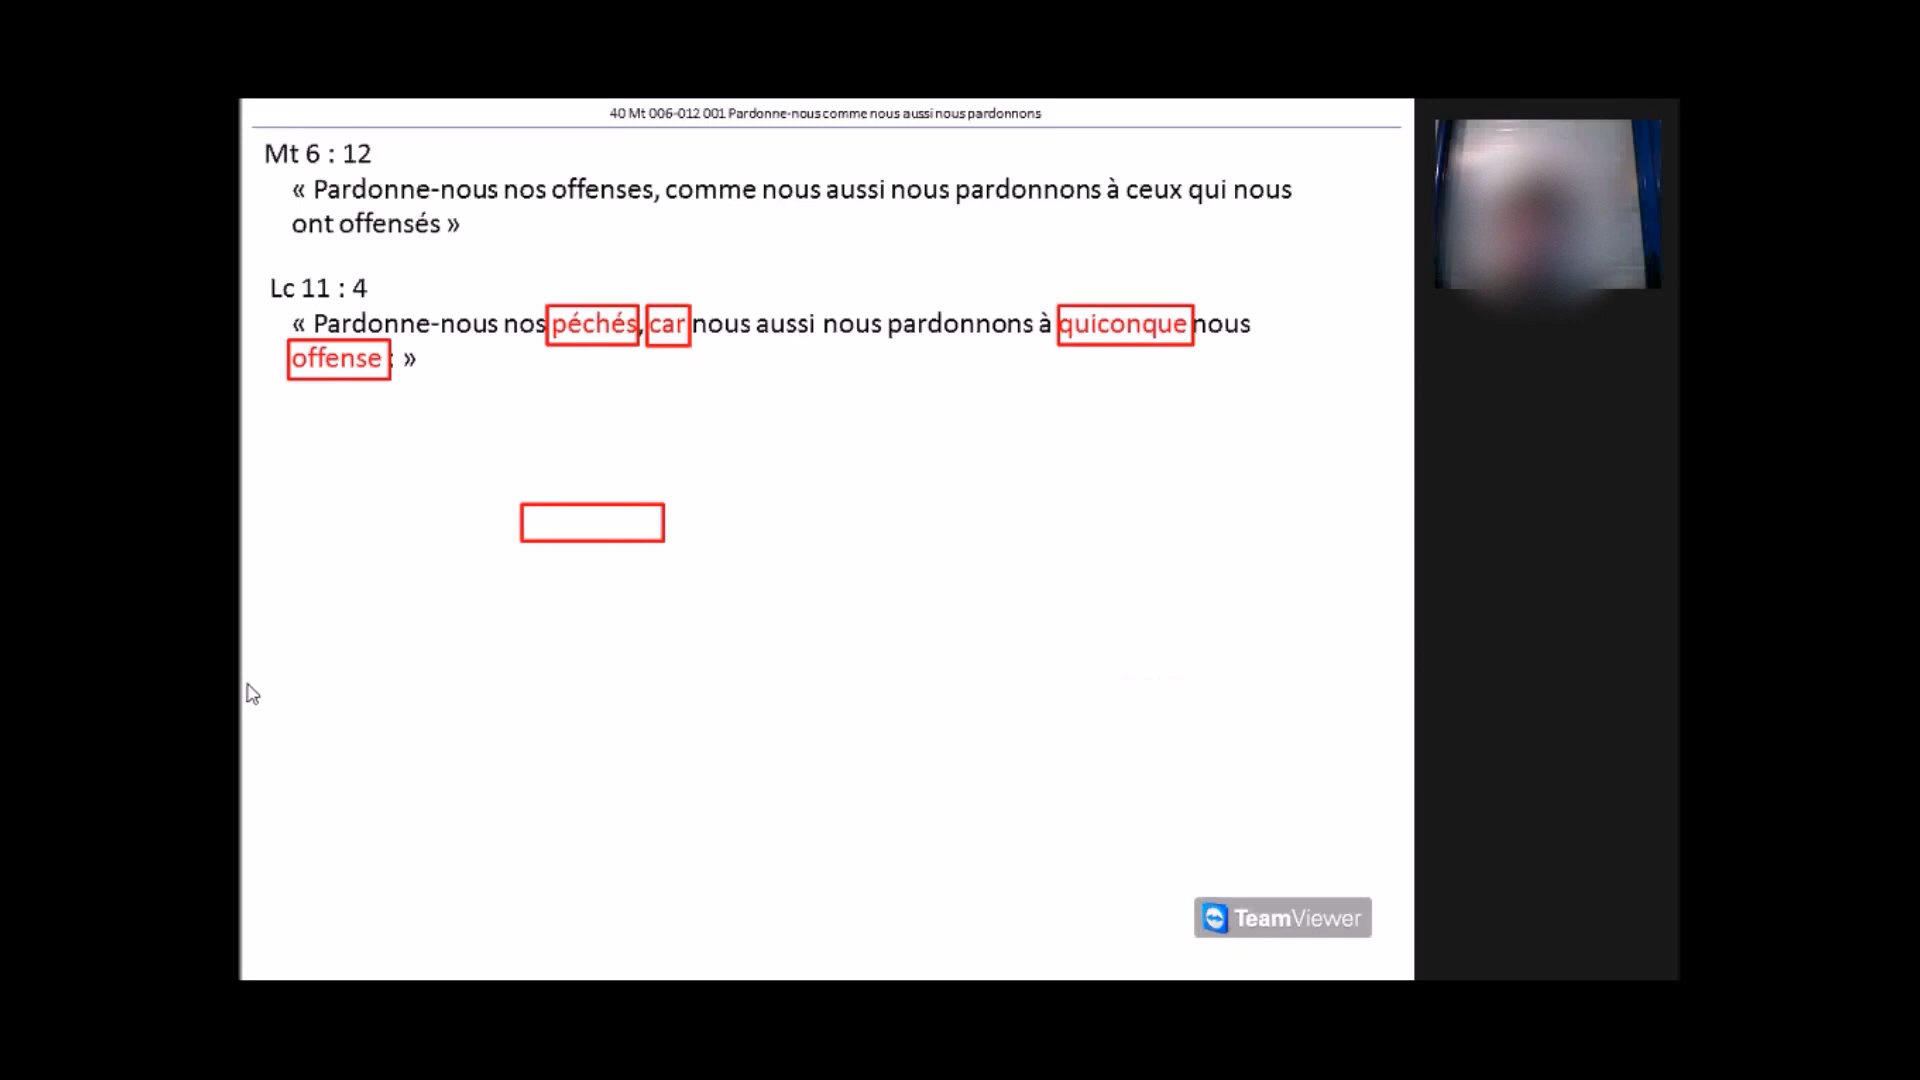 40 Mt 006-012 001 Pardonne-nous comme nous aussi nous pardonnons
Mt 6 : 12
« Pardonne-nous nos offenses, comme nous aussi nous pardonnons à ceux qui nous
ont offensés »
Lc 11 : 4
« Pardonne-nous nos péchés, car nous aussi nous pardonnons à quiconque nous
offense : »
TeamViewer